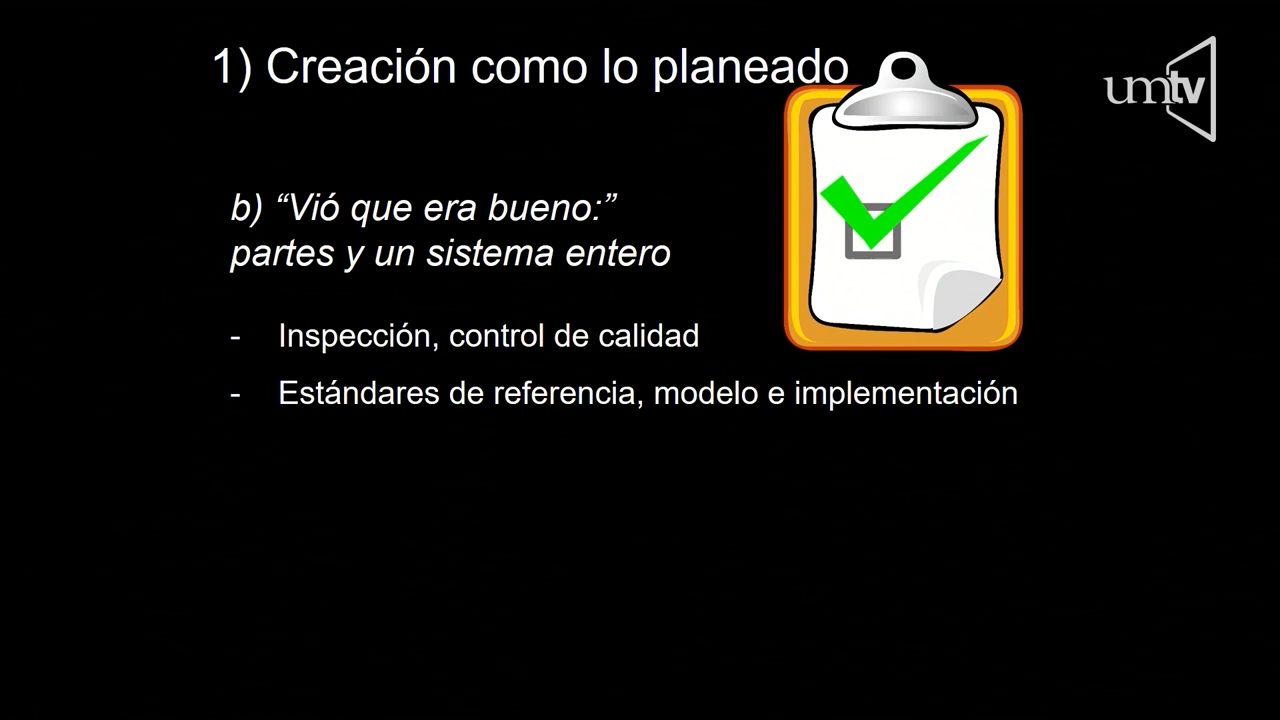 1) Creación como lo planeado
umtv
b) “Vió que era bueno:”
partes y un sistema entero
- Inspección, control de calidad
- Estándares de referencia, modelo e implementación